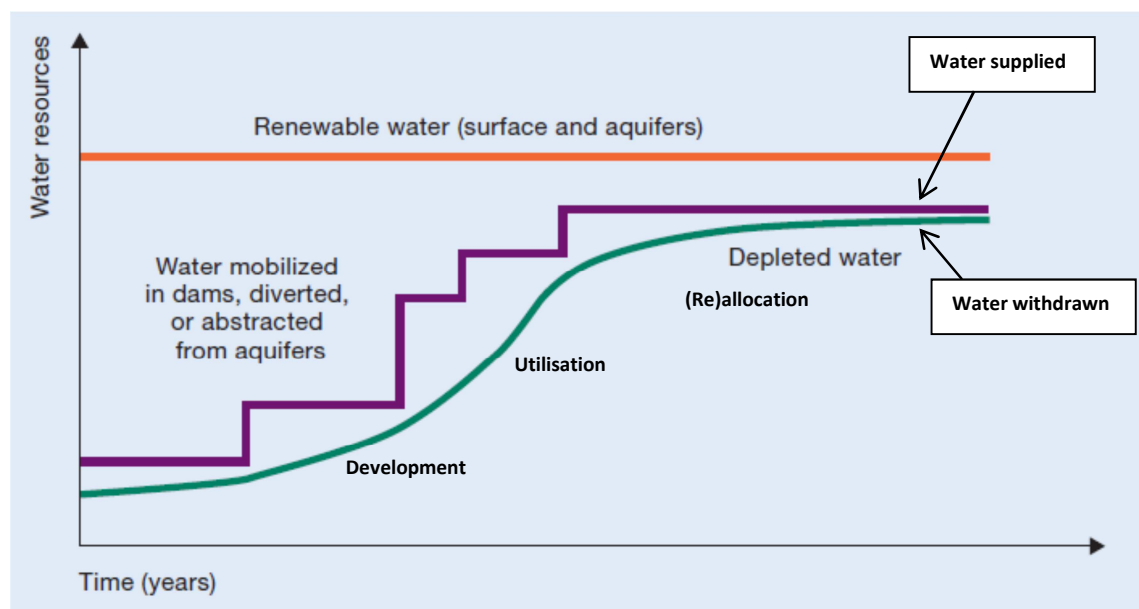 Water resources
Water supplied
Renewable water (surface and aquifers)
Water mobilized
in dams, diverted,
or abstracted
from aquifers
Depleted water
(Re)allocation
Water withdrawn
Utilisation
Development
Time (years)